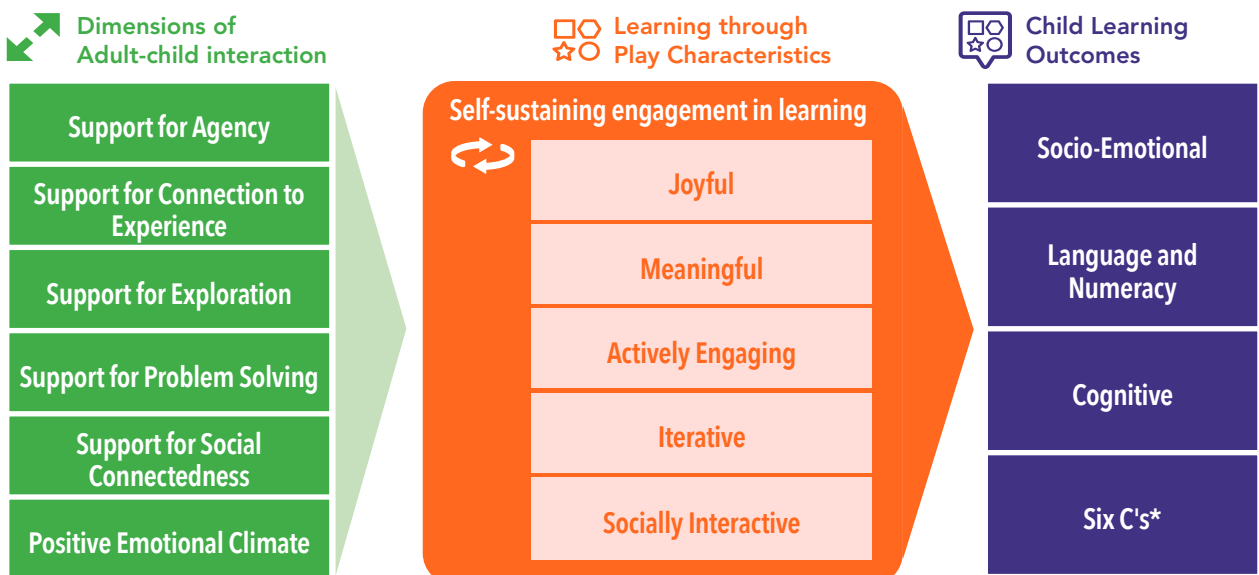 Dimensions of
Adult-child interaction
Support for Agency
Support for Connection to
Experience
Support for Exploration
Support for Problem Solving
Support for Social
Connectedness
Positive Emotional Climate
Learning through
Play Characteristics
Self-sustaining engagement in learning
Joyful
Meaningful
Actively Engaging
Iterative
Socially Interactive
Child Learning
Outcomes
Socio-Emotional
Language and
Numeracy
Cognitive
Six C's*